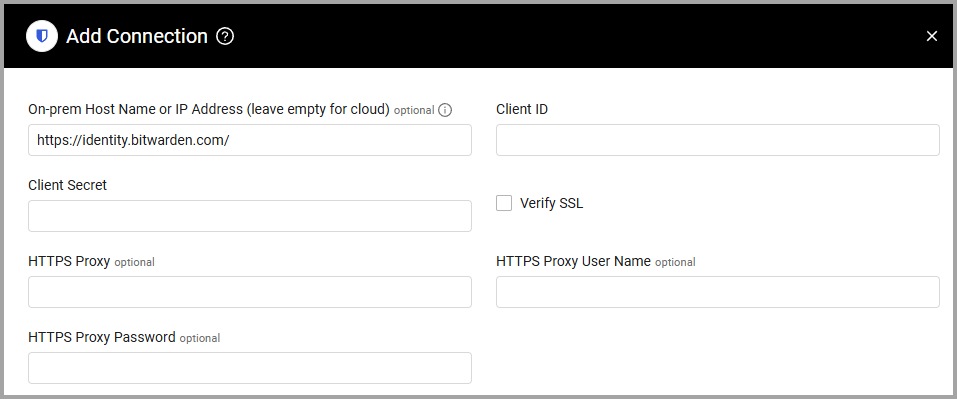 Add Connection ?
On-prem Host Name or IP Address (leave empty for cloud) optional
https://identity.bitwarden.com/
Client ID
Client Secret
Verify SSL
HTTPS Proxy optional
HTTPS Proxy User Name optional
HTTPS Proxy Password optional